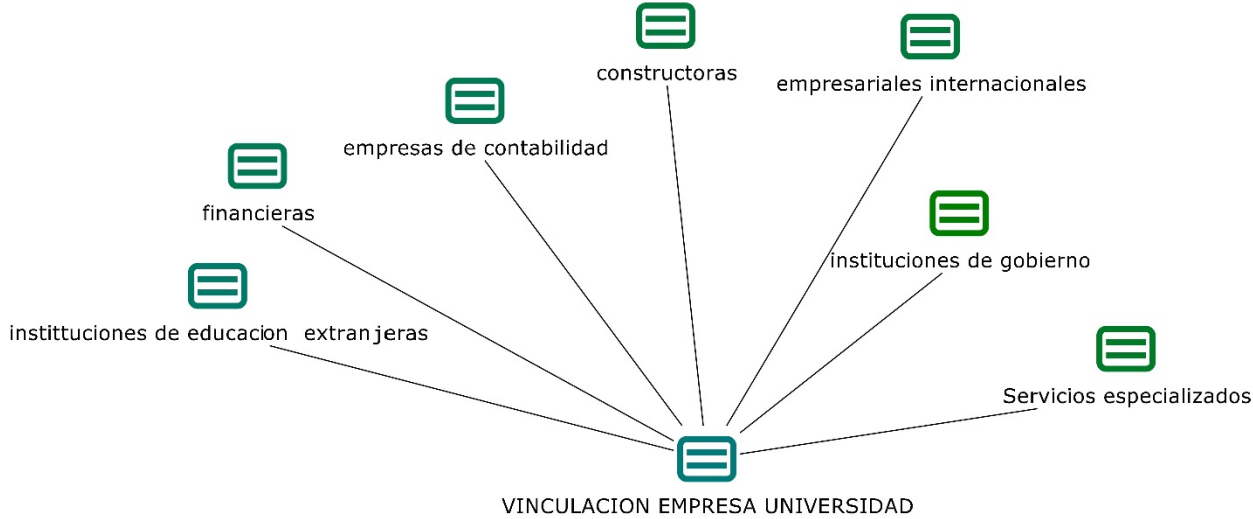 constructoras
empresariales internacionales
empresas de contabilidad
financieras
instituciones de gobierno
instittuciones de educacion extranjeras
Servicios especializados
VINCULACION EMPRESA UNIVERSIDAD